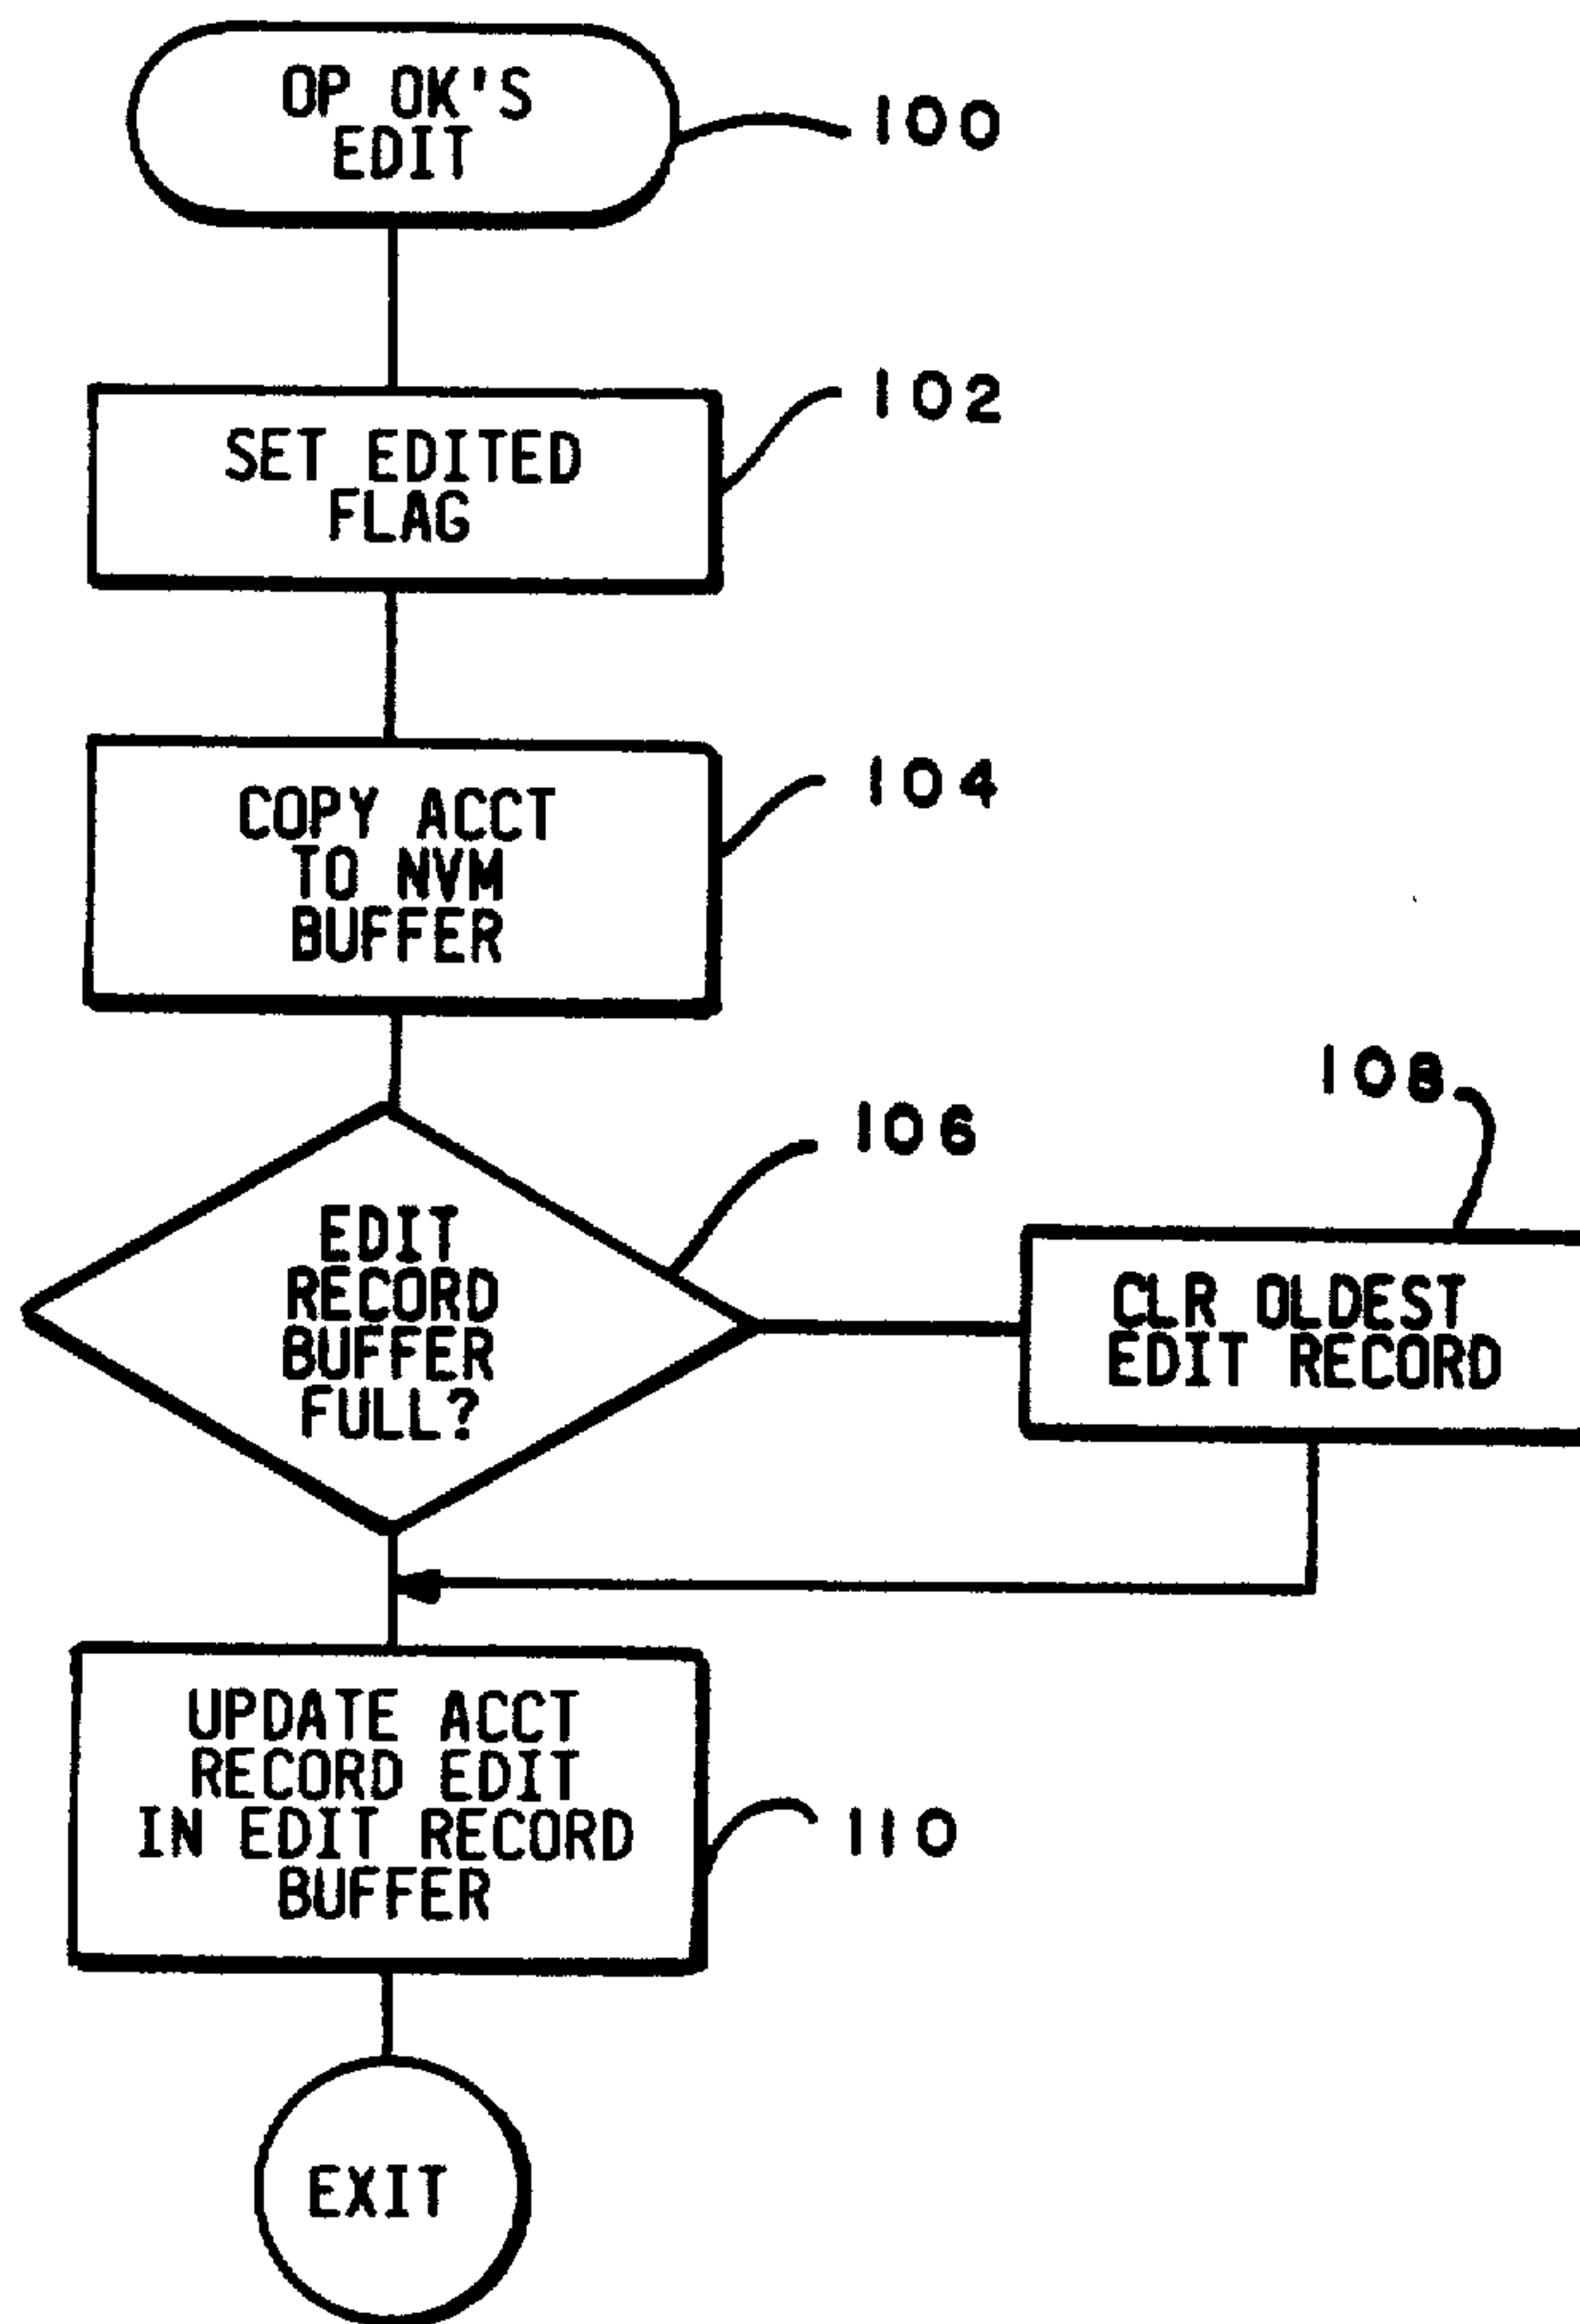 OP OK'S
EDIT
100
SET EDITED
FLAG
102
COPY ACCT
TO NVM
BUFFER
104
EDIT
RECORD
BUFFER
FULL?
106
108
CLR OLDEST
EDIT RECORD
UPDATE ACCT
RECORD EDIT
IN EDIT RECORD
BUFFER
110
EXIT